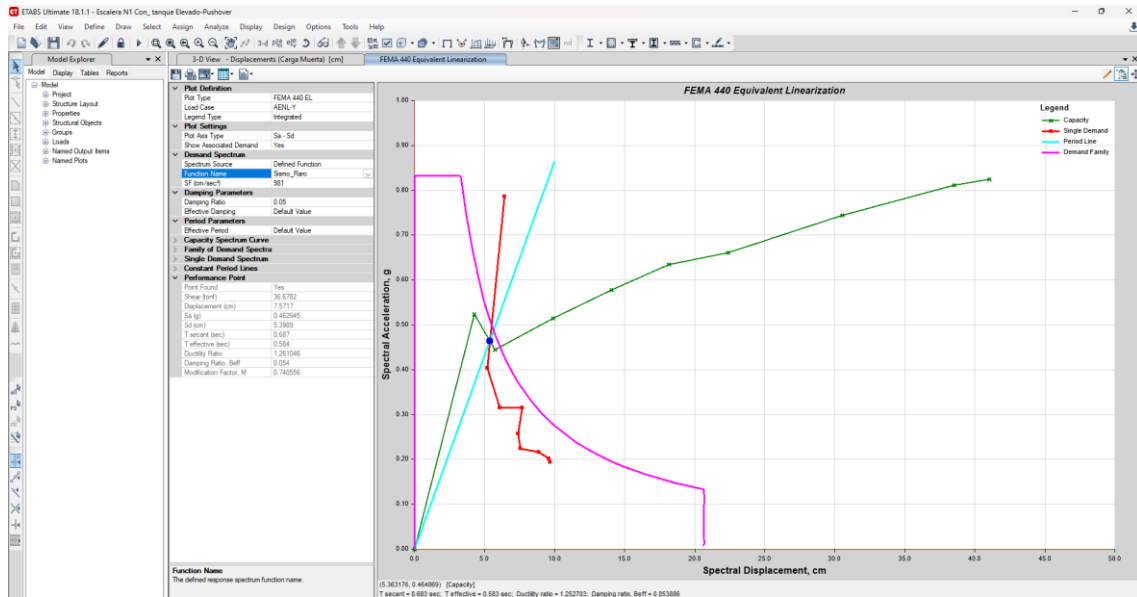 ETABS Ultimate 18.1.1 - Escalera N1 Con_ tanque Elevado-Pushover
File Edit View Define Draw Select Assign Analyze Display Design Options Tools Help
Model Explorer
Model Display Tables Reports
Model
Project
Structure Layout
Properties
Structural Objects
Groups
Loads
Named Output Items
Named Plots
3-D View - Displacements (Carga Muerta) [cm]
FEMA 440 Equivalent Linearization
Plot Definition
Plot Type FEMA 440 EL
Load Case AENL-Y
Legend Type Integrated
Plot Settings
Plot Axis Type Sa - Sd
Show Associated Demand Yes
Demand Spectrum
Spectrum Source Defined Function
Function Name Sismo_Raro
SF (cm/sec²) 981
Damping Parameters
Damping Ratio 0.05
Effective Damping Default Value
Period Parameters
Effective Period Default Value
Capacity Spectrum Curve
Family of Demand Spectra
Single Demand Spectrum
Constant Period Lines
Performance Point
Point Found Yes
Shear (tonf) 36.6782
Displacement (cm) 7.5717
Sa (g) 0.462945
Sd (cm) 5.3989
T secant (sec) 0.687
T effective (sec) 0.584
Ductility Ratio 1.261046
Damping Ratio, Beff 0.054
Modification Factor, M 0.740556
Function Name
The defined response spectrum function name.
FEMA 440 Equivalent Linearization
Legend
Capacity
Single Demand
Period Line
Demand Family
Spectral Acceleration, g
1.00
0.90
0.80
0.70
0.60
0.50
0.40
0.30
0.20
0.10
0.00
0.0 5.0 10.0 15.0 20.0 25.0 30.0 35.0 40.0 45.0 50.0
Spectral Displacement, cm
(5.363176, 0.464869) [Capacity]
T secant = 0.683 sec; T effective = 0.583 sec; Ductility ratio = 1.252703; Damping ratio, Beff = 0.053886